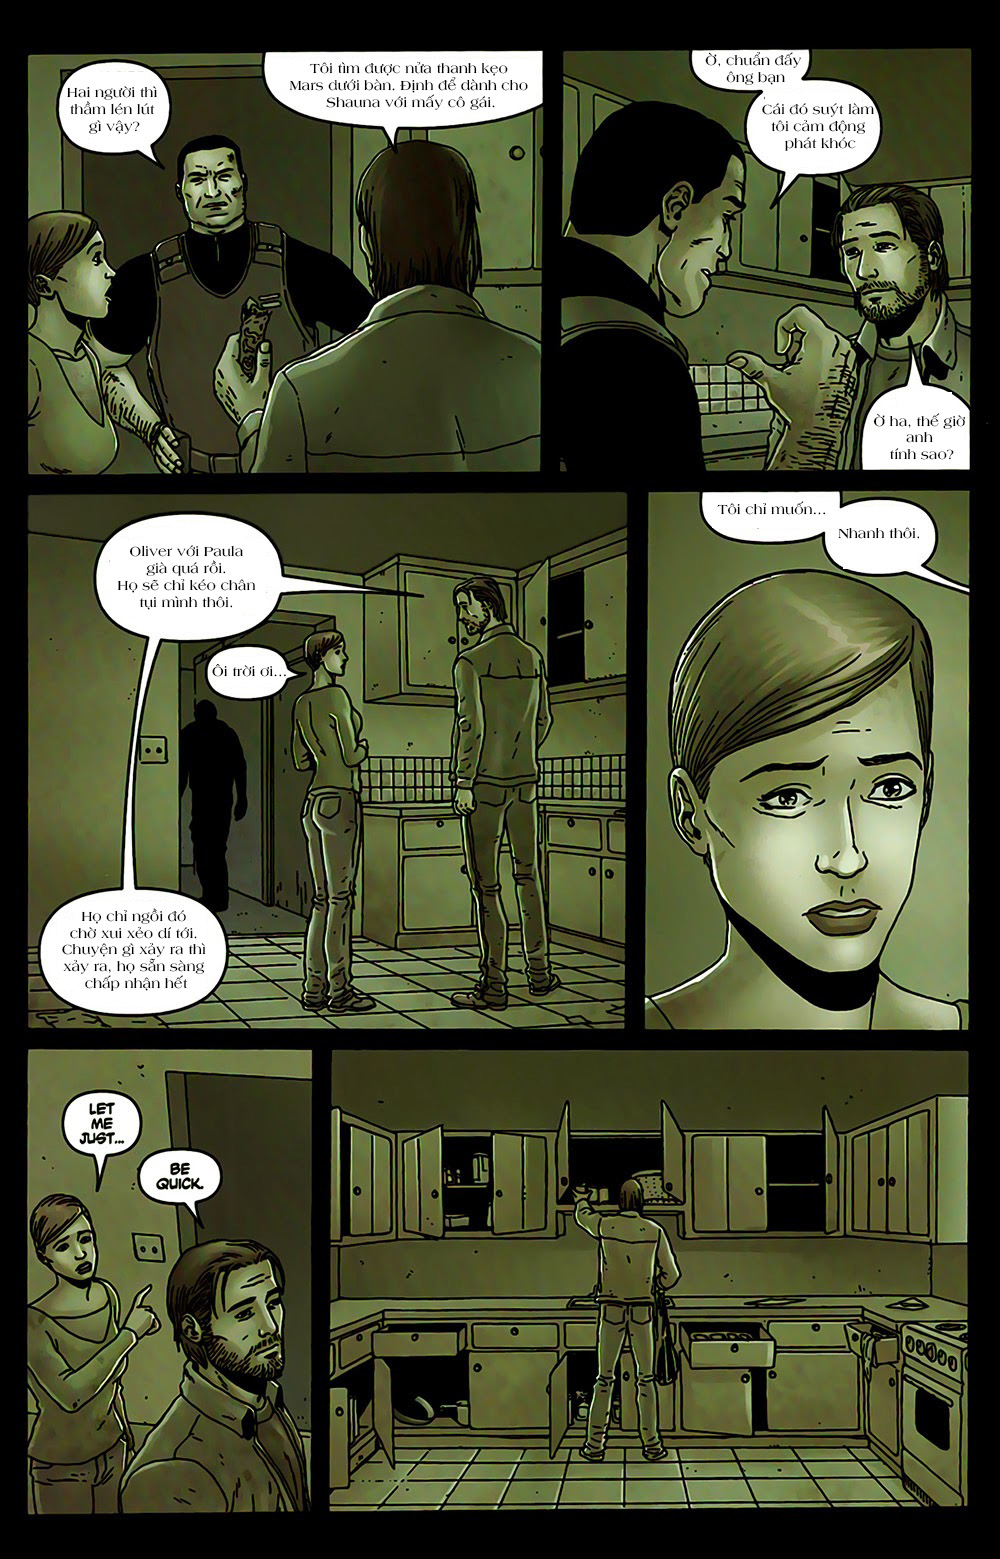 Hai người thì
thầm lén lút
gì vậy?
Tôi tìm được nửa thanh kẹo
Mars dưới bàn. Định để dành cho
Shauna với mấy cô gái.
Ờ, chuẩn đấy
ông bạn
Cái đó suýt làm
tôi cảm động
phát khóc
Ờ ha, thế giờ
anh
tính sao?
Oliver với Paula
già quá rồi.
Họ sẽ chỉ kéo chân
tụi mình thôi.
Ôi trời ơi...
Họ chỉ ngồi đó
chờ xui xẻo dí tới.
Chuyện gì xảy ra thì
xảy ra, họ sẵn sàng
chấp nhận hết
Tôi chỉ muốn...
Nhanh thôi.
LET
ME
JUST...
BE
QUICK.